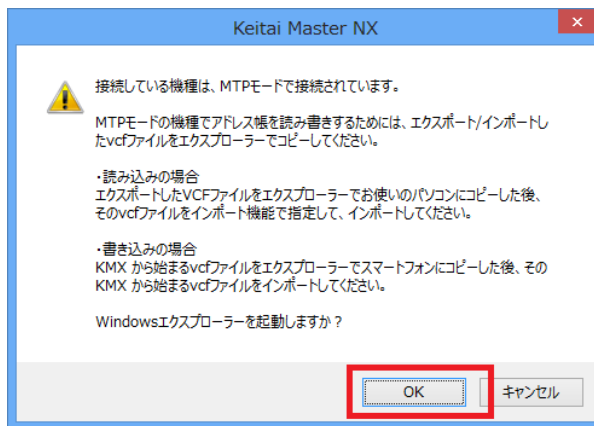 Keitai Master NX
接続している機種は、MTPモードで接続されています。
MTPモードの機種でアドレス帳を読み書きするためには、エクスポート/インポートし
たvcfファイルをエクスプローラーでコピーしてください。
・読み込みの場合
エクスポートしたVCFファイルをエクスプローラーでお使いのパソコンにコピーした後、
そのvcfファイルをインポート機能で指定して、インポートしてください。
・書き込みの場合
KMX から始まるvcfファイルをエクスプローラーでスマートフォンにコピーした後、その
KMX から始まるvcfファイルをインポートしてください。
Windowsエクスプローラーを起動しますか？
OK
キャンセル